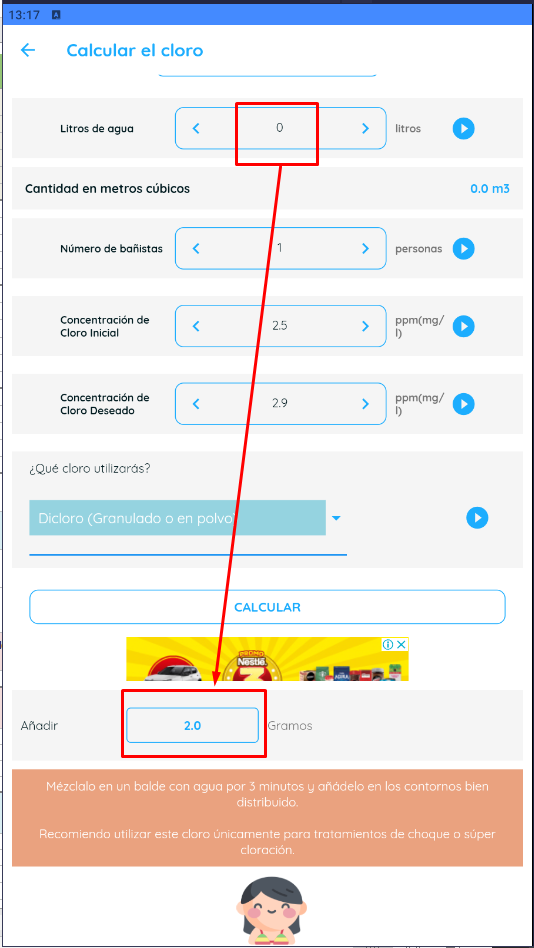 13:17 A
Calcular el cloro
Litros de agua 0 litros
Cantidad en metros cúbicos 0.0 m3
Número de bañistas 1 personas
Concentración de
Cloro Inicial
2.5
ppm(mg/
l)
Concentración de
Cloro Deseado
2.9
ppm(mg/
l)
¿Qué cloro utilizarás?
Dicloro (Granulado o en polvo)
CALCULAR
PROMO
Nestlé
3
Añadir 2.0 Gramos
Mézclalo en un balde con agua por 3 minutos y añádelo en los contornos bien
distribuido.
Recomiendo utilizar este cloro únicamente para tratamientos de choque o súper
cloración.